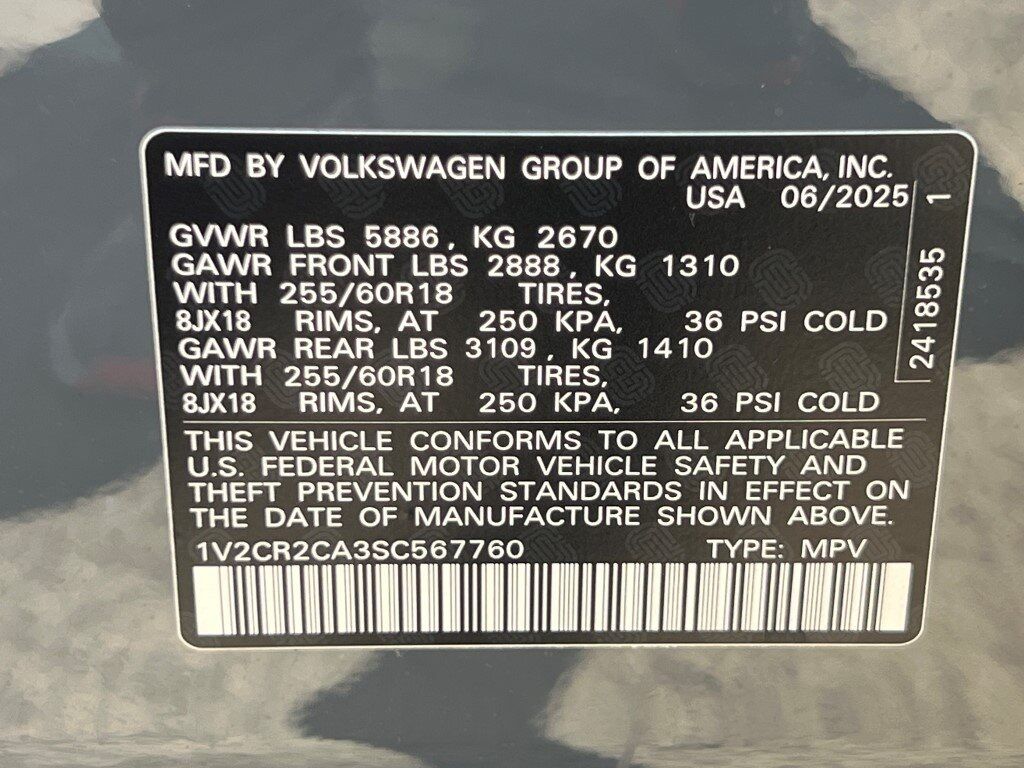 MFD BY VOLKSWAGEN GROUP OF AMERICA, INC.
USA 06/2025
GVWR LBS 5886, KG 2670
GAWR FRONT LBS 2888, KG 1310
WITH 255/60R18 TIRES,
8JX18 RIMS, AT 250 KPA, 36 PSI COLD
GAWR REAR LBS 3109, KG 1410
WITH 255/60R18 TIRES,
8JX18 RIMS, AT 250 KPA, 36 PSI COLD
2418535 1
THIS VEHICLE CONFORMS TO ALL APPLICABLE
U.S. FEDERAL MOTOR VEHICLE SAFETY AND
THEFT PREVENTION STANDARDS IN EFFECT ON
THE DATE OF MANUFACTURE SHOWN ABOVE.
1V2CR2CA3SC567760 TYPE: MPV